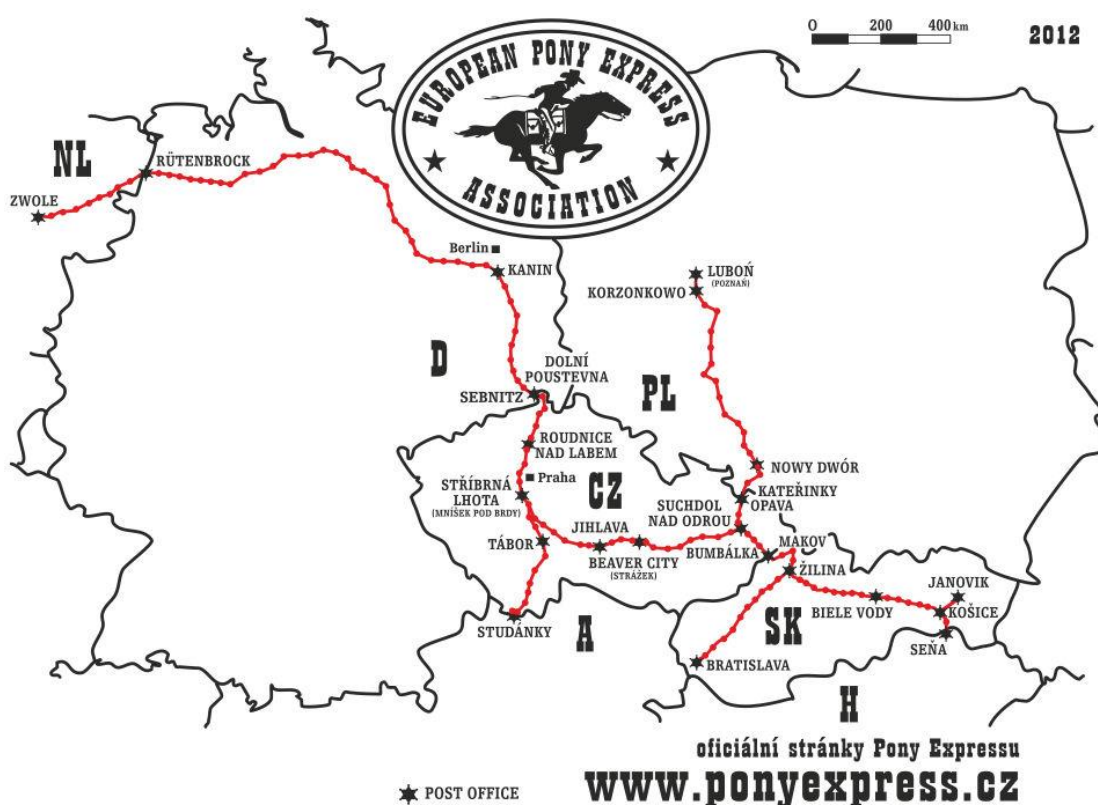 0 200 400 km
2012
EUROPEAN PONY EXPRESS
ASSOCIATION
NL
RÜTENBROCK
ZWOLE
Berlin
KANIN
LUBOŃ
(POZNAŃ)
KORZONKOWO
D
DOLNÍ
POUSTEVNA
SEBNITZ
PL
ROUDNICE
NAD LABEM
Praha
STŘÍBRNÁ
LHOTA
(MNÍŠEK POD BRDY)
CZ
NOWY DWÓR
KATEŘINKY
OPAVA
SUCHDOL
NAD ODROU
JIHLAVA
TÁBOR
BEAVER CITY
(STRÁŽEK)
BUMBÁLKA
MAKOV
ŽILINA
JANOVIK
BIELE VODY
KOŠICE
STUDÁNKY
A
SK
SEŇA
BRATISLAVA
H
oficiální stránky Pony Expressu
www.ponyexpress.cz
POST OFFICE